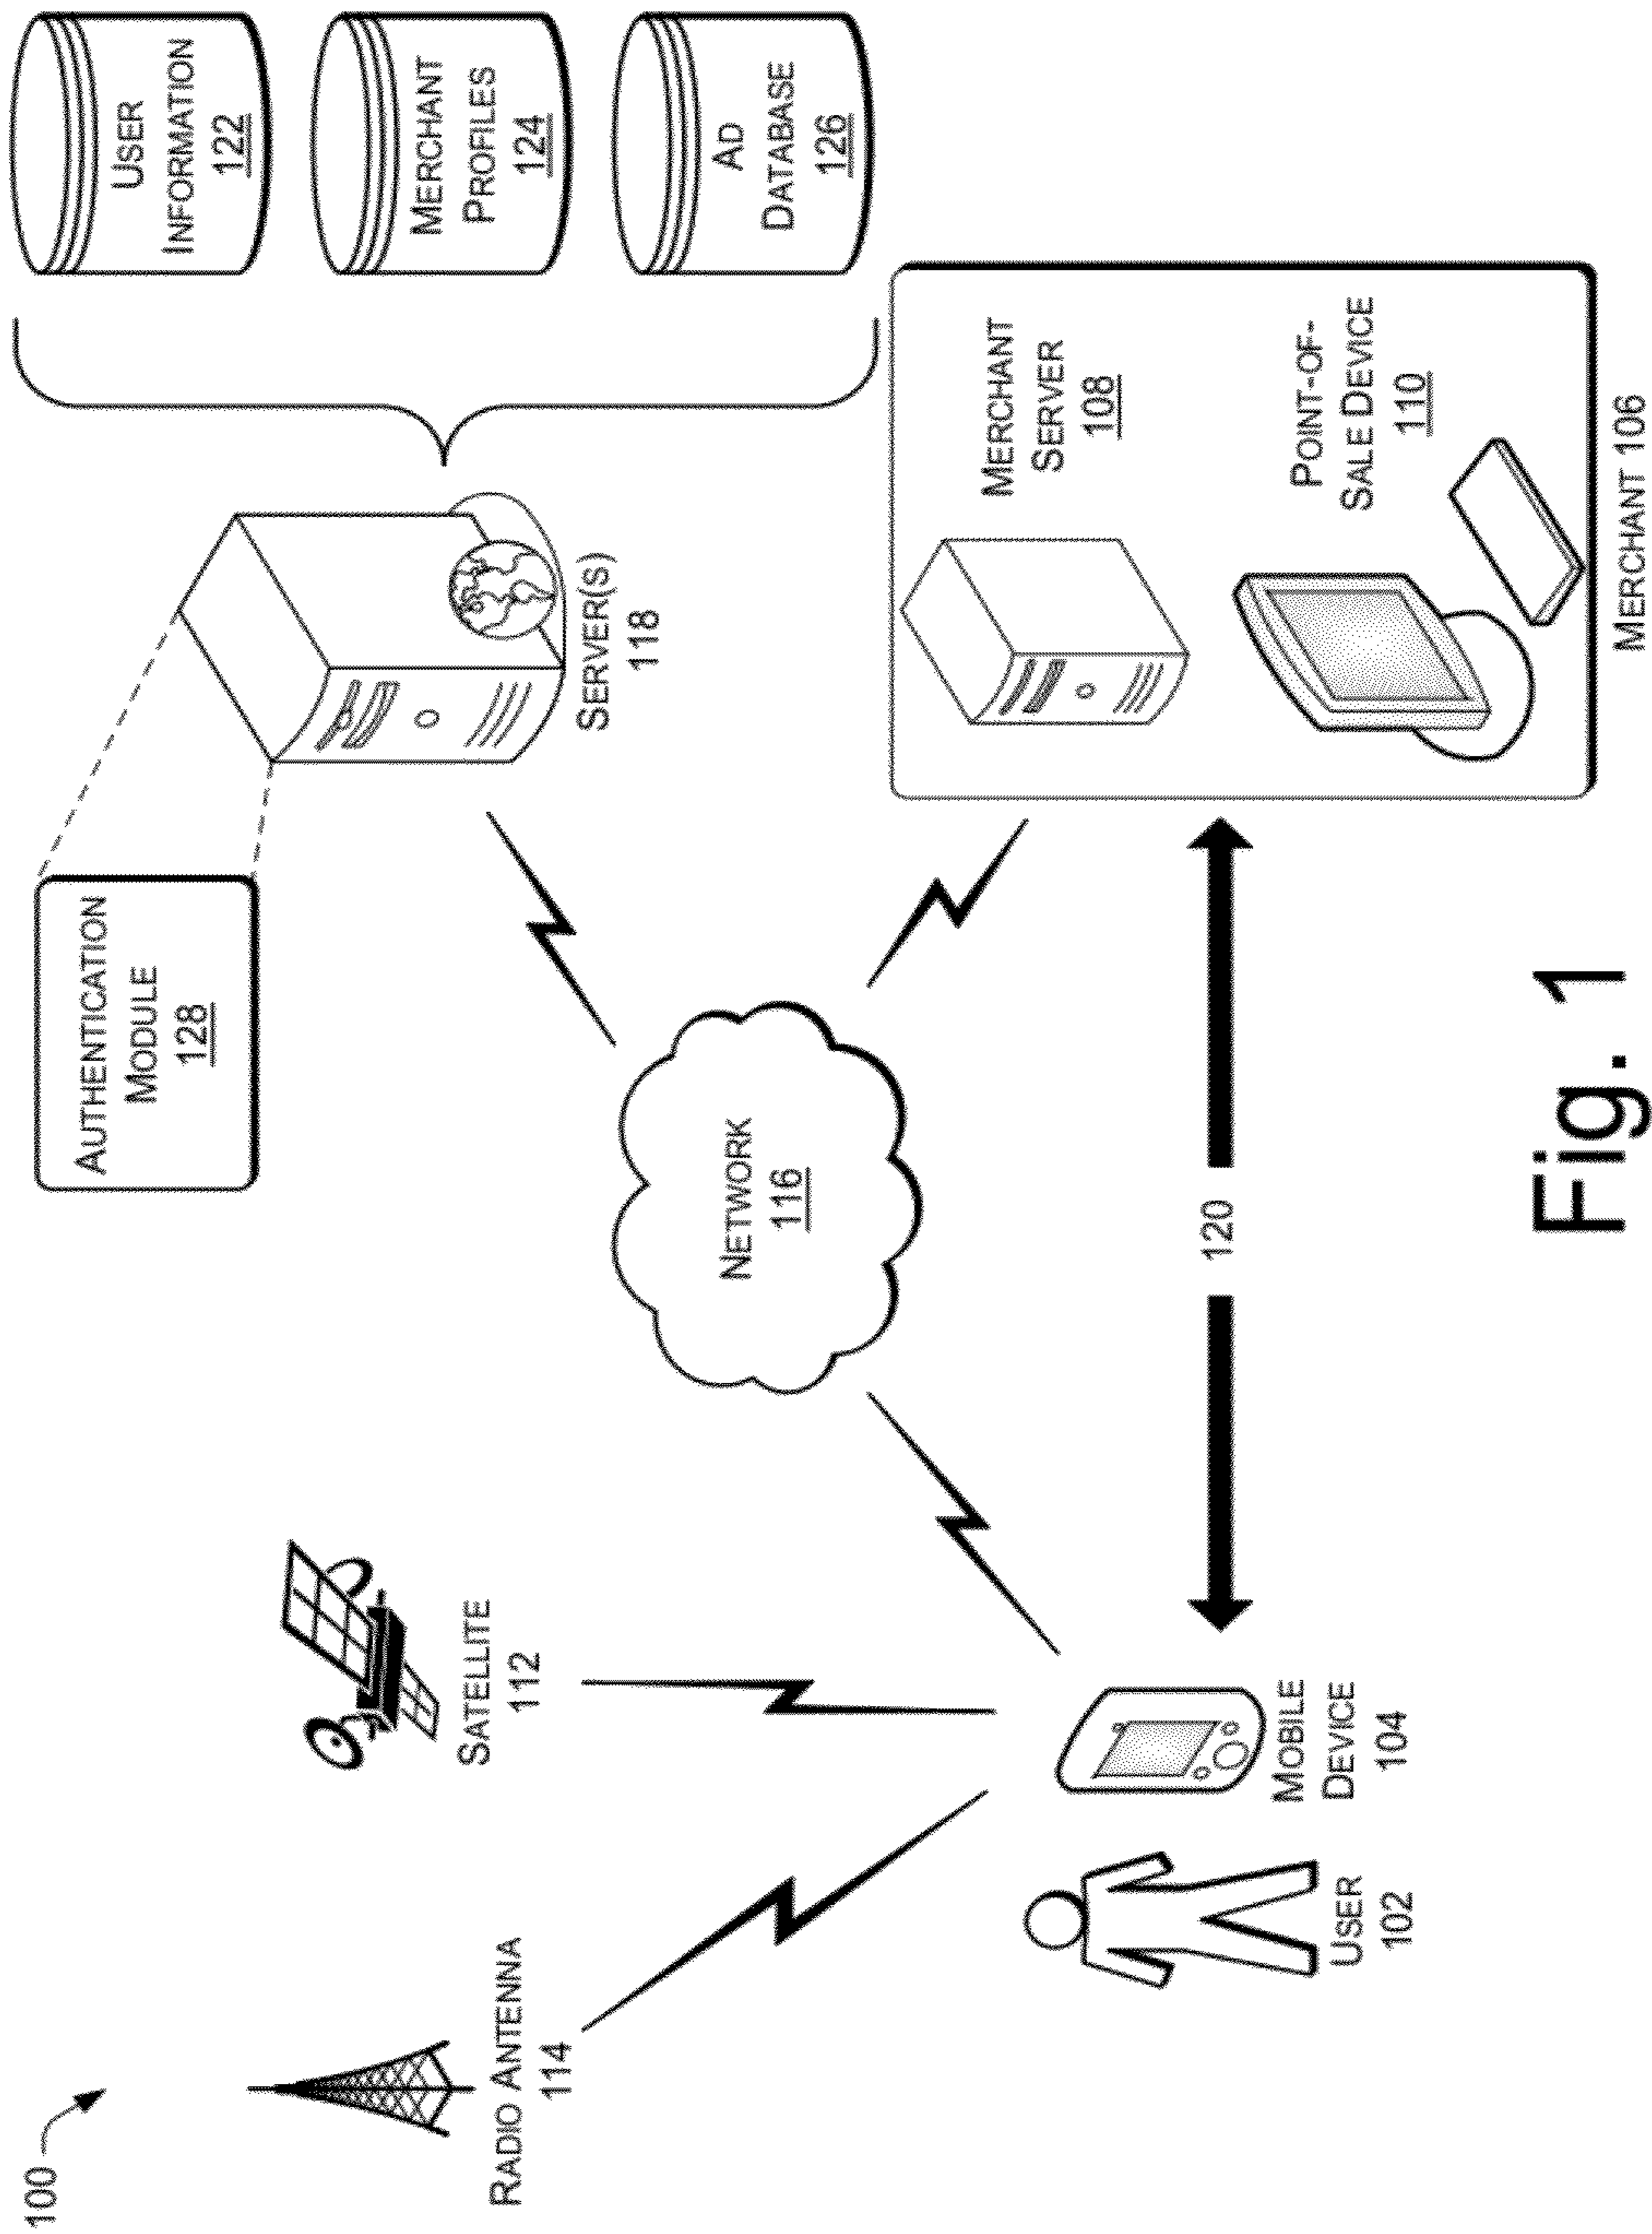 100
RADIO ANTENNA
114
SATELLITE
112
USER
102
MOBILE
DEVICE
104
NETWORK
116
120
AUTHENTICATION
MODULE
128
SERVER(S)
118
USER
INFORMATION
122
MERCHANT
PROFILES
124
AD
DATABASE
126
MERCHANT
SERVER
108
POINT-OF-
SALE DEVICE
110
MERCHANT 106
Fig. 1